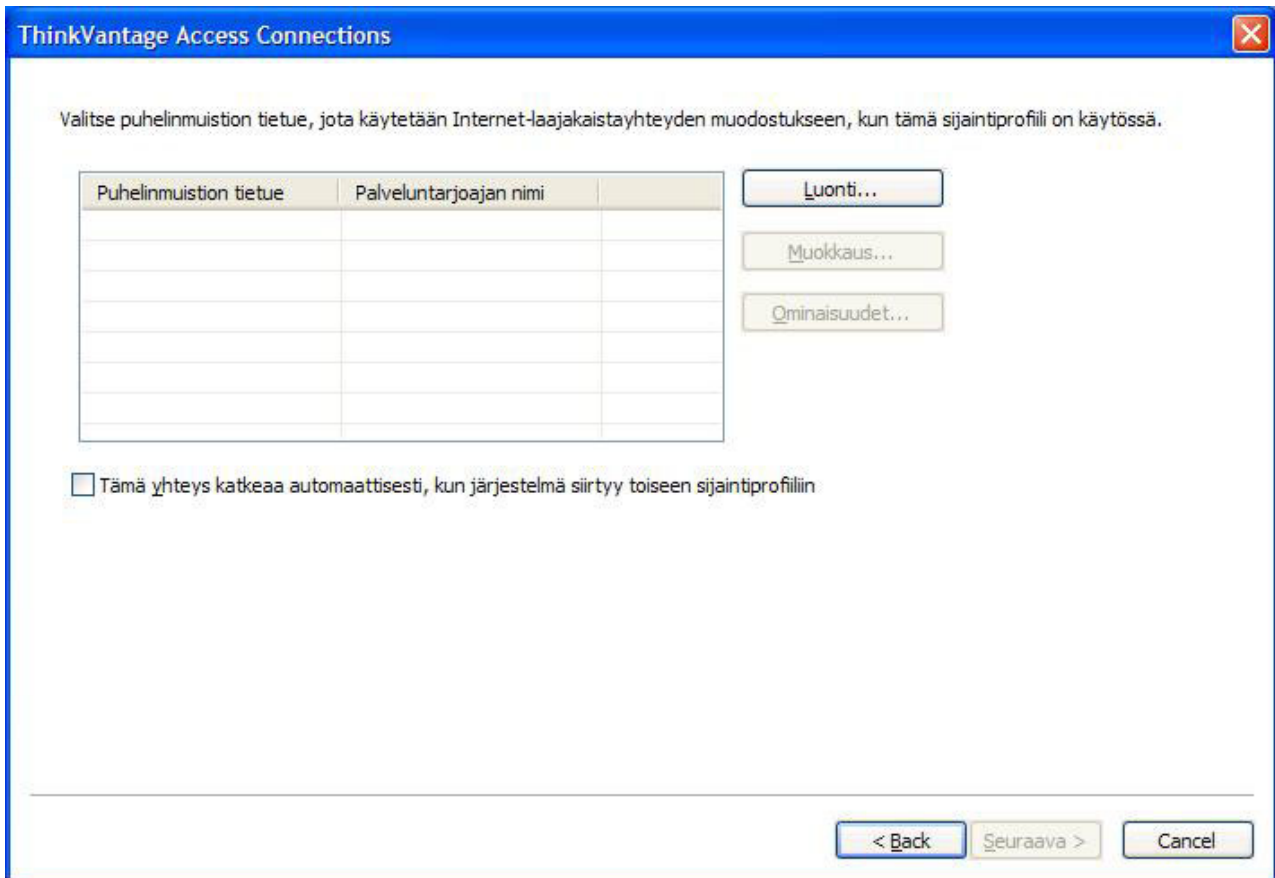 ThinkVantage Access Connections
Valitse puhelinmuistion tietue, jota käytetään Internet-laajakaistayhteyden muodostukseen, kun tämä sijaintiprofiili on käytössä.
Puhelinmuistion tietue Palveluntarjoajan nimi
Luonti...
Muokkaus...
Ominaisuudet...
Tämä yhteys katkeaa automaattisesti, kun järjestelmä siirtyy toiseen sijaintiprofiiliin
< Back Seuraava > Cancel